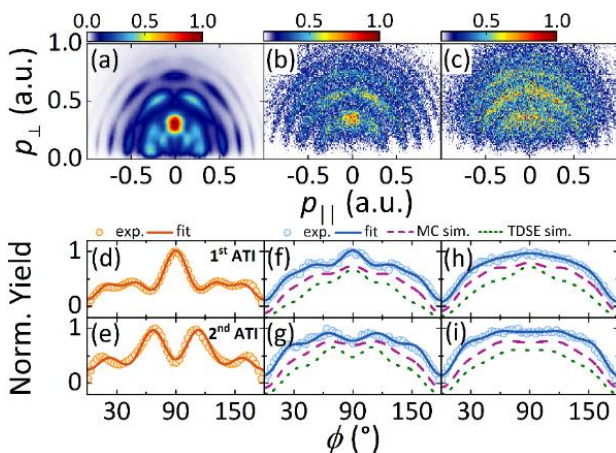 0.0 0.5 1.0 0 1.0 0 1.0
1.0 (a) (b) (c)
p⊥ (a.u.) 0.5
0.0
-0.5 0 0.5 -0.5 0 0.5 -0.5 0 0.5
p|| (a.u.)
exp. fit exp. fit MC sim. TDSE sim.
1 (d) 1st ATI (f) (h)
0
1 (e) 2nd ATI (g) (i)
0
Norm. Yield
30 90 150 30 90 150 30 90 150
ϕ (°)